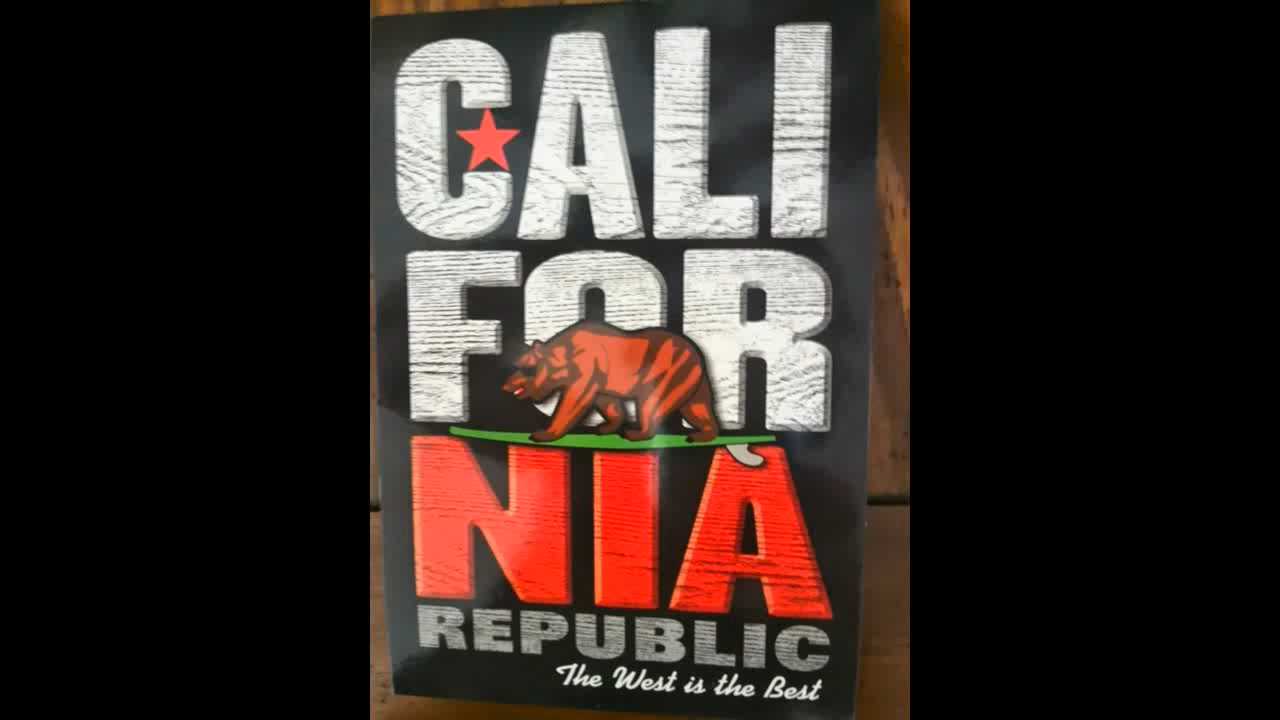 CALI
FOR
NIA
REPUBLIC
The West is the Best